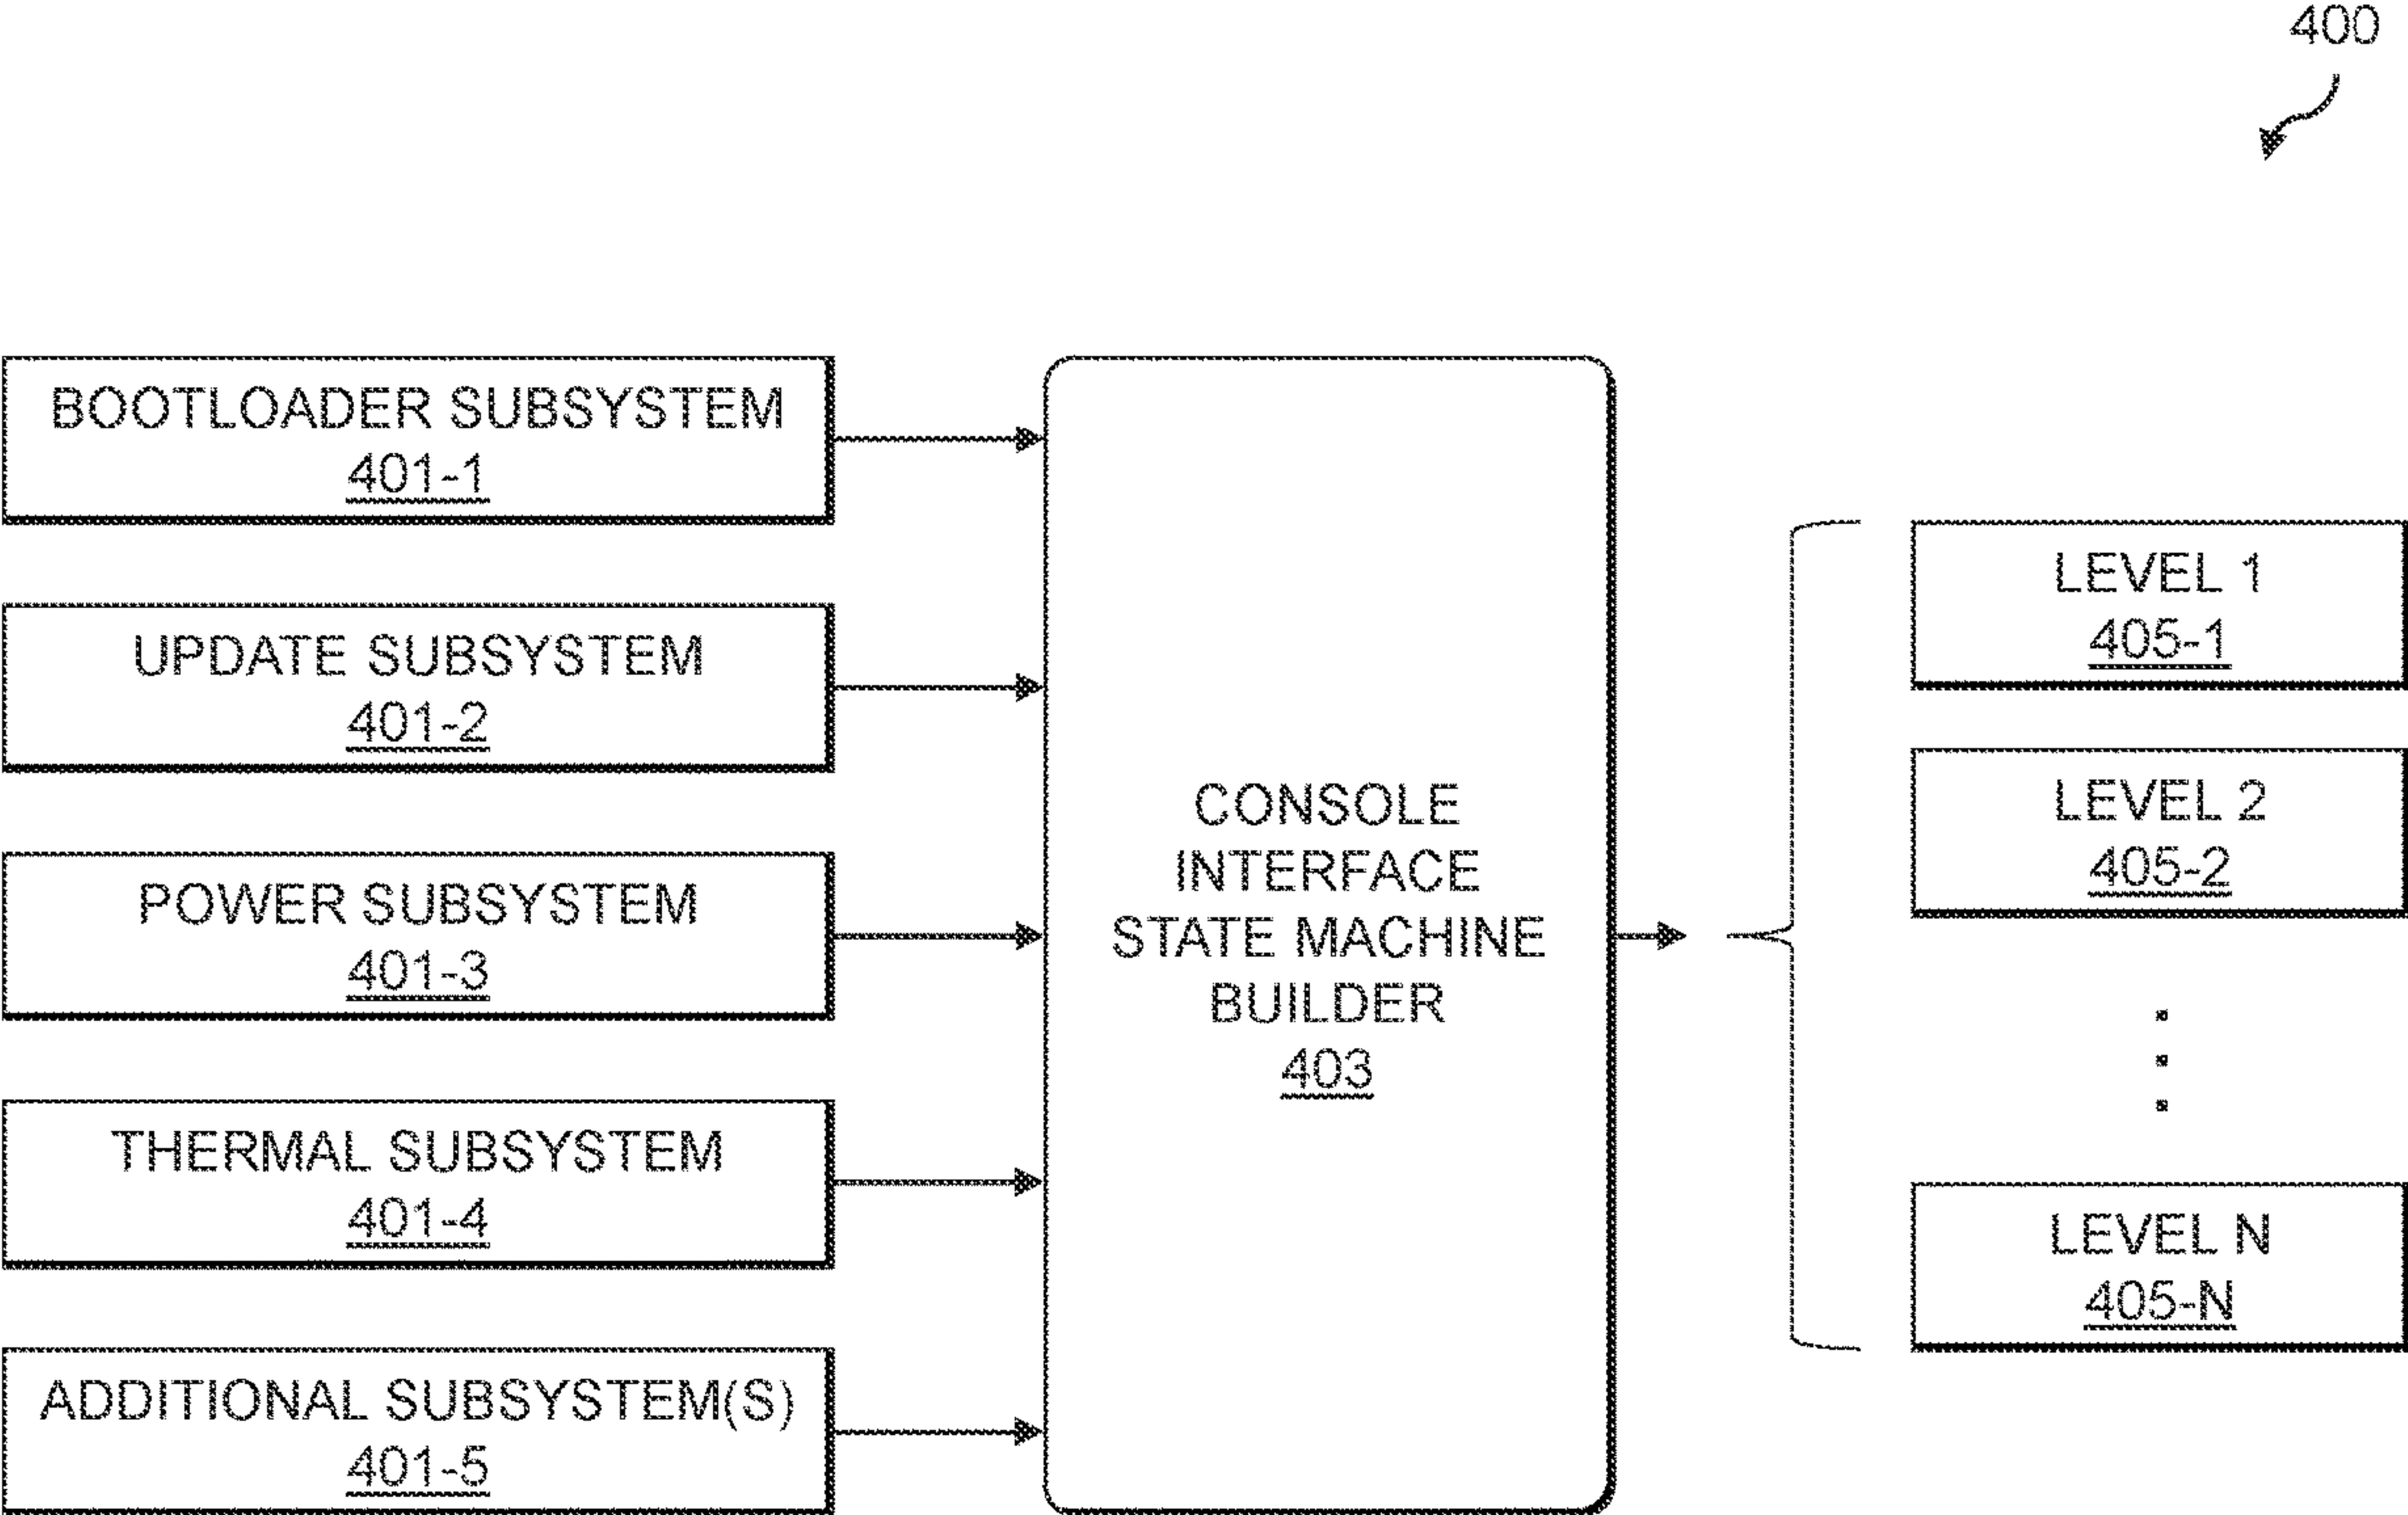 400
BOOTLOADER SUBSYSTEM
401-1
UPDATE SUBSYSTEM
401-2
POWER SUBSYSTEM
401-3
THERMAL SUBSYSTEM
401-4
ADDITIONAL SUBSYSTEM(S)
401-5
CONSOLE
INTERFACE
STATE MACHINE
BUILDER
403
LEVEL 1
405-1
LEVEL 2
405-2
LEVEL N
405-N